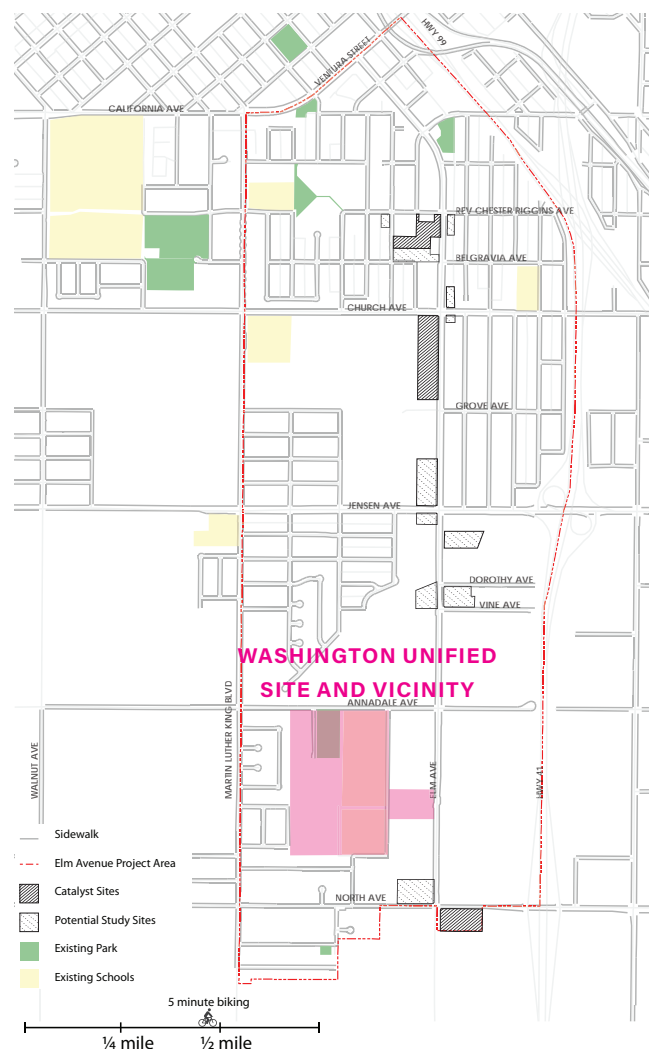 HWY 99
VENTURA STREET
CALIFORNIA AVE
REV CHESTER RIGGINS AVE
BELGRAVIA AVE
CHURCH AVE
GROVE AVE
JENSEN AVE
DOROTHY AVE
VINE AVE
WASHINGTON UNIFIED
SITE AND VICINITY
ANNADALE AVE
WALNUT AVE
MARTIN LUTHER KING BLVD
ELM AVE
HWY 41
NORTH AVE
Sidewalk
Elm Avenue Project Area
Catalyst Sites
Potential Study Sites
Existing Park
Existing Schools
5 minute biking
¼ mile
½ mile